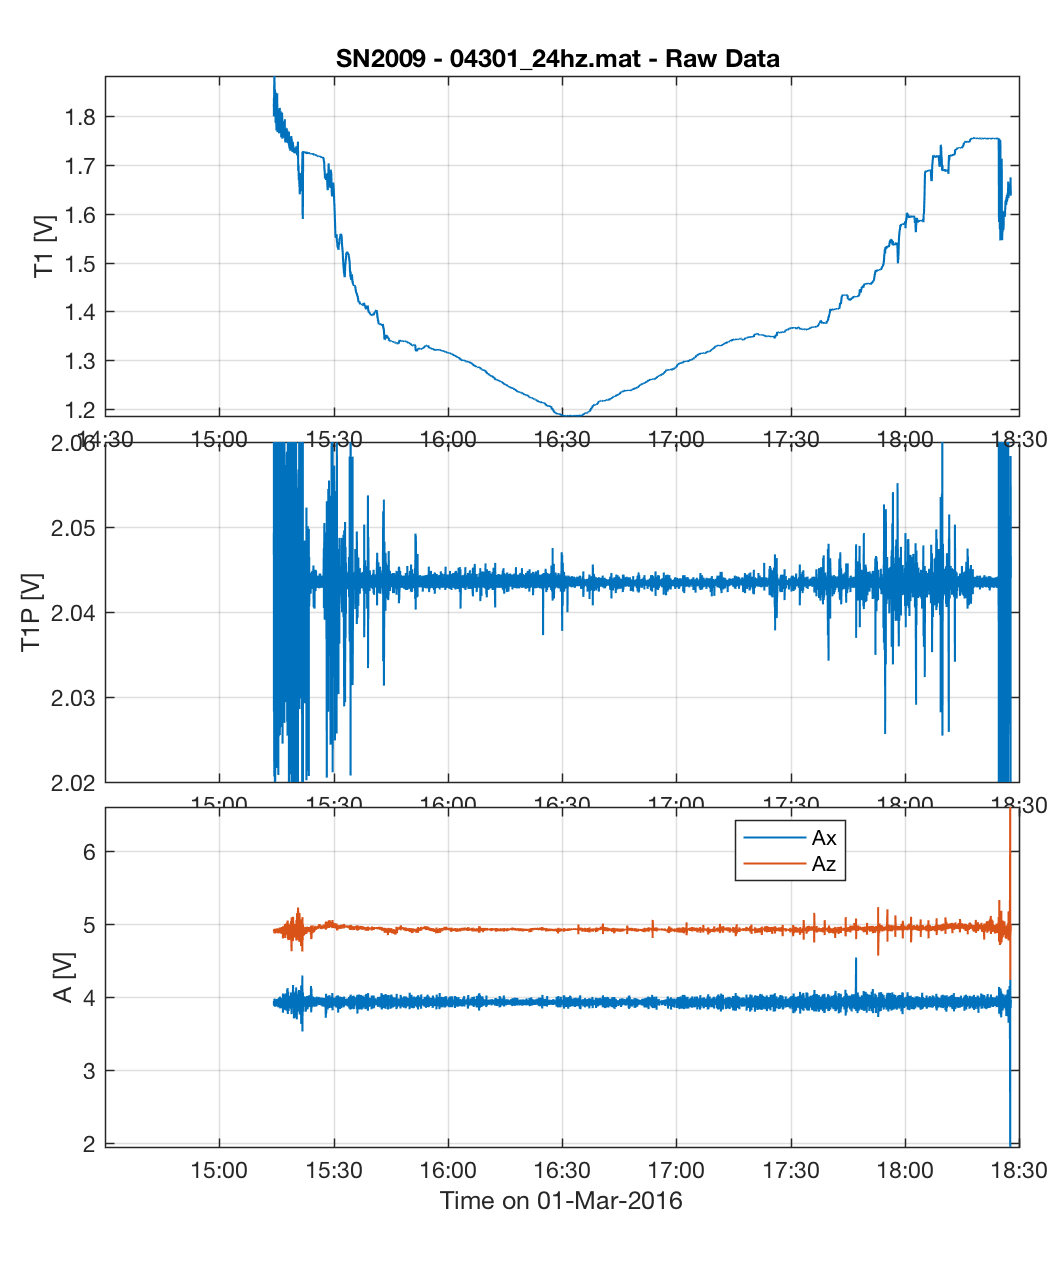 SN2009 - 04301_24hz.mat - Raw Data
T1 [V]
1.8
1.7
1.6
1.5
1.4
1.3
1.2
14:30 15:00 15:30 16:00 16:30 17:00 17:30 18:00 18:30
T1P [V]
2.06
2.05
2.04
2.03
2.02
15:00 15:30 16:00 16:30 17:00 17:30 18:00 18:30
A [V]
Ax
Az
6
5
4
3
2
15:00 15:30 16:00 16:30 17:00 17:30 18:00 18:30
Time on 01-Mar-2016